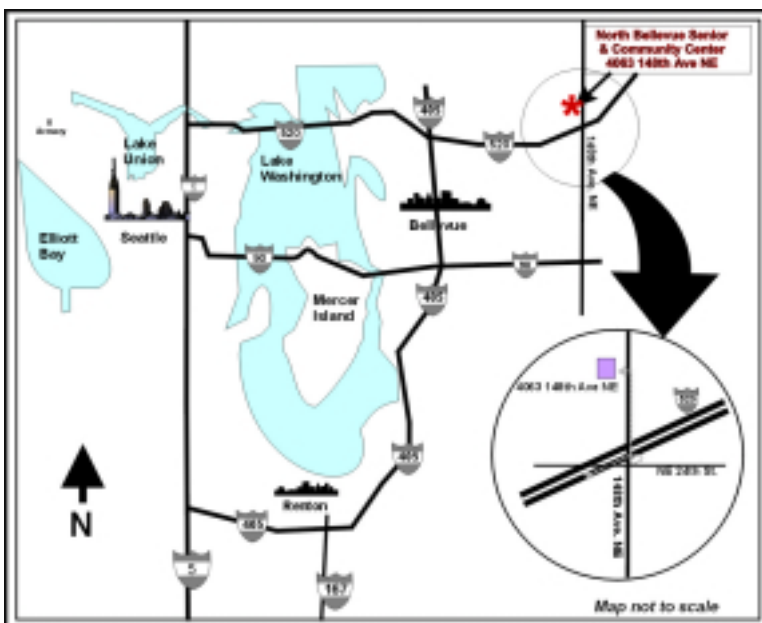 North Bellevue Senior
& Community Center
4063 148th Ave NE
405
Armory
Lake
Union
520
520
Lake
Washington
148th Ave, NE
5
Elliott
Bay
Seattle
Bellevue
90
90
Mercer
Island
405
4063 148th Ave NE
520
NE 24th St.
148th Ave, NE
N
Renton
405
405
5
167
Map not to scale